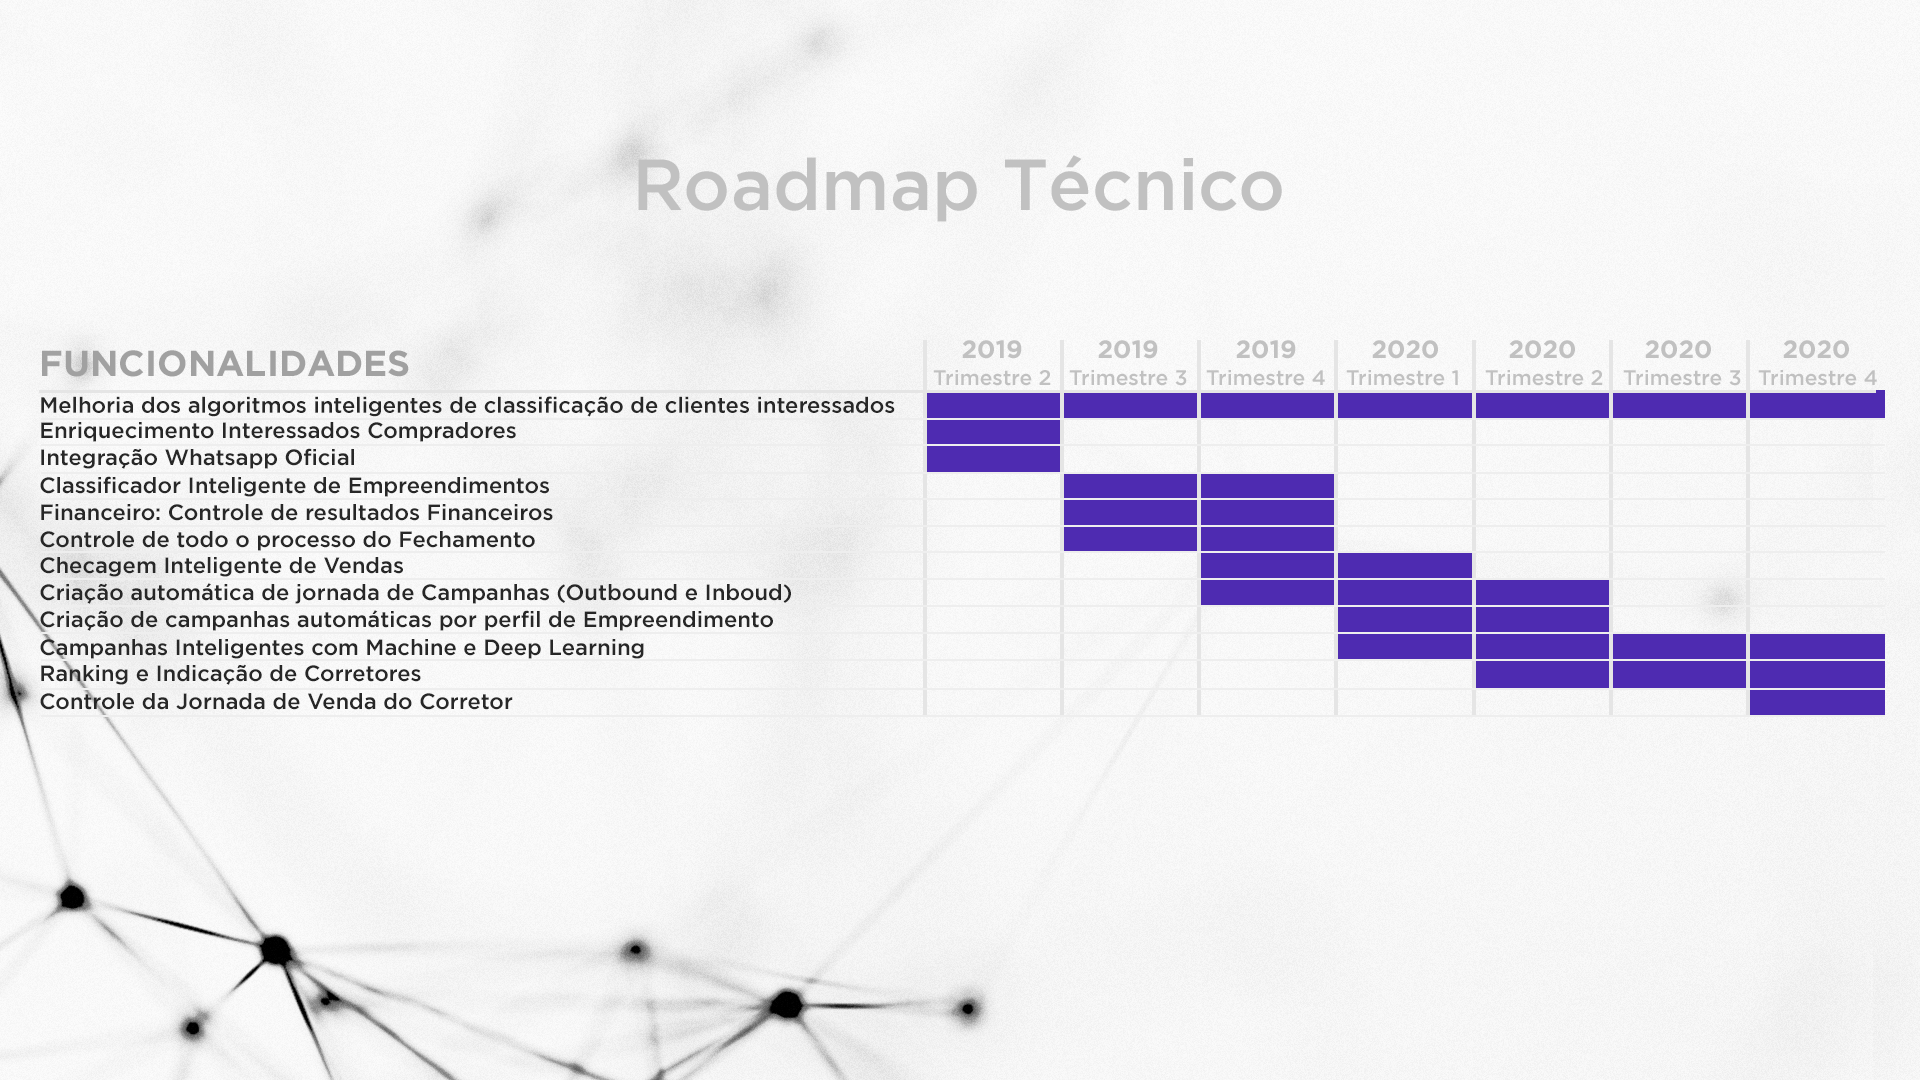 Roadmap Técnico
FUNCIONALIDADES
2019 2019 2019 2020 2020 2020 2020
Trimestre 2 Trimestre 3 Trimestre 4 Trimestre 1 Trimestre 2 Trimestre 3 Trimestre 4
Melhoria dos algoritmos inteligentes de classificação de clientes interessados
Enriquecimento Interessados Compradores
Integração Whatsapp Oficial
Classificador Inteligente de Empreendimentos
Financeiro: Controle de resultados Financeiros
Controle de todo o processo do Fechamento
Checagem Inteligente de Vendas
Criação automática de jornada de Campanhas (Outbound e Inboud)
Criação de campanhas automáticas por perfil de Empreendimento
Campanhas Inteligentes com Machine e Deep Learning
Ranking e Indicação de Corretores
Controle da Jornada de Venda do Corretor